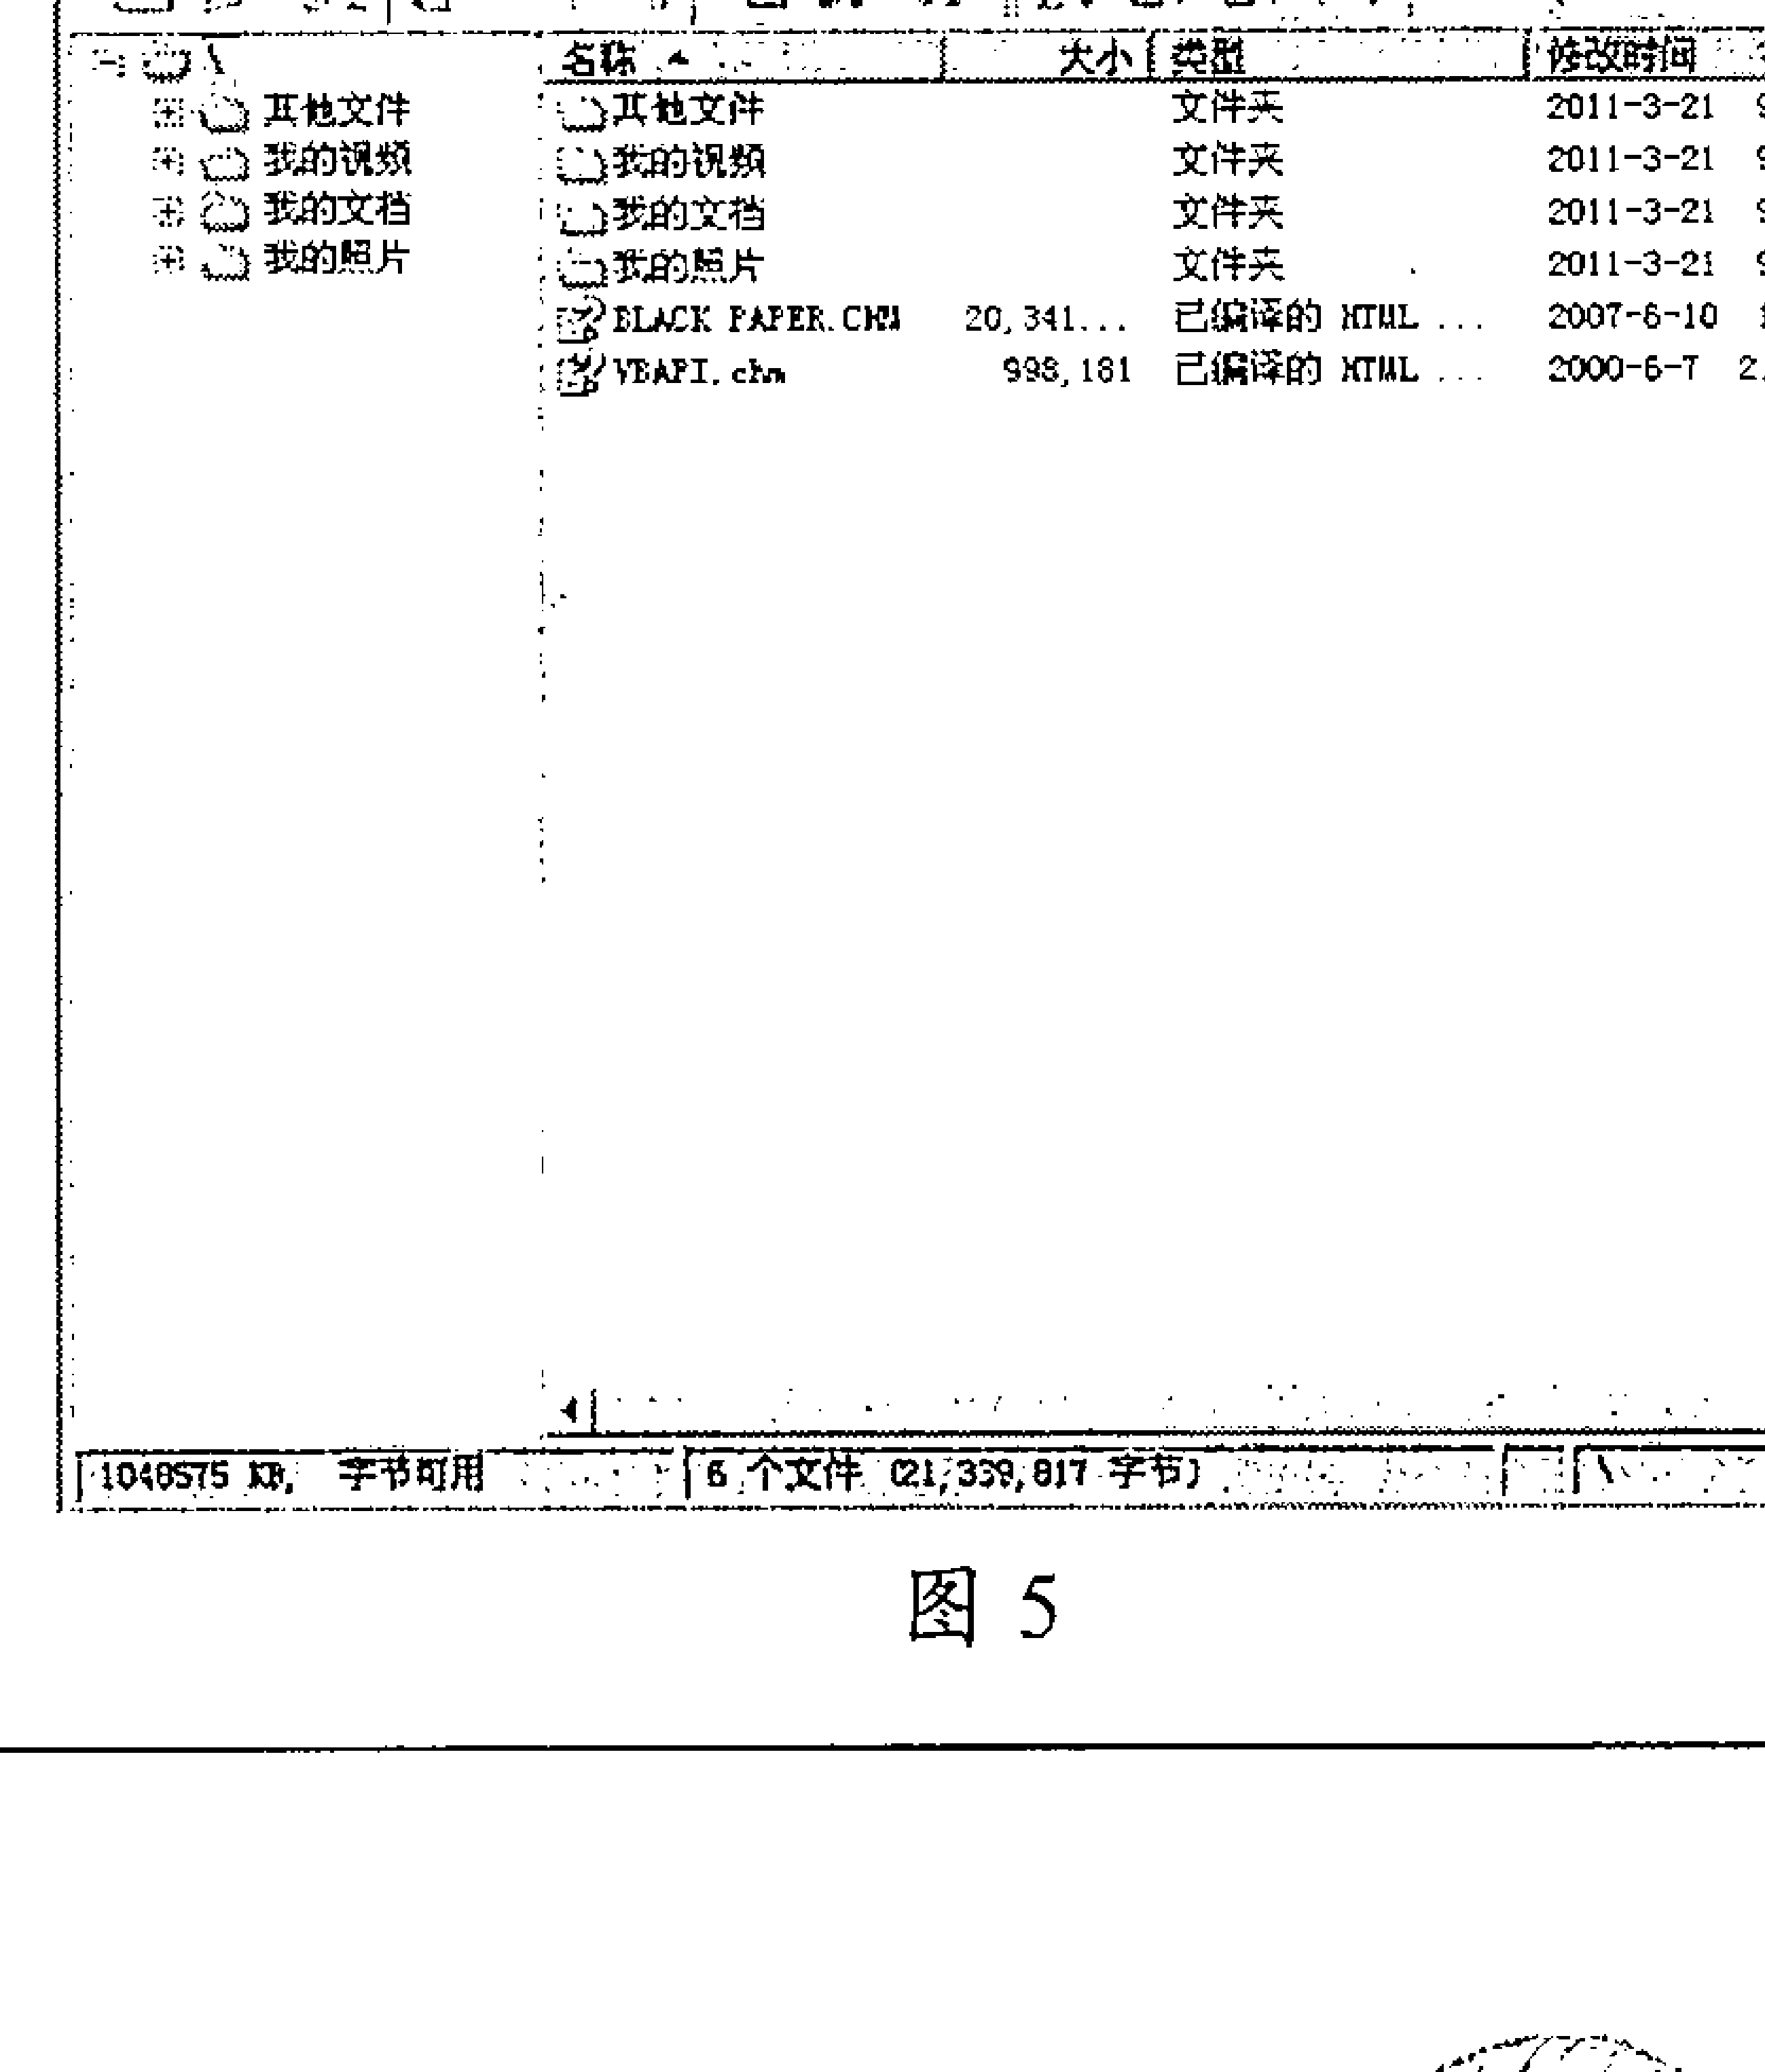 \
其他文件
我的视频
我的文档
我的照片
名称 大小 类型 修改时间
其他文件 文件夹 2011-3-21
我的视频 文件夹 2011-3-21
我的文档 文件夹 2011-3-21
我的照片 文件夹 2011-3-21
BLACK PAPER.CHM 20,341... 已编译的 HTML ... 2007-6-10
VBAPI.chm 998,181 已编译的 HTML ... 2000-6-7
1048575 KB, 字节可用 6 个文件 (21,339,817 字节) \
图 5